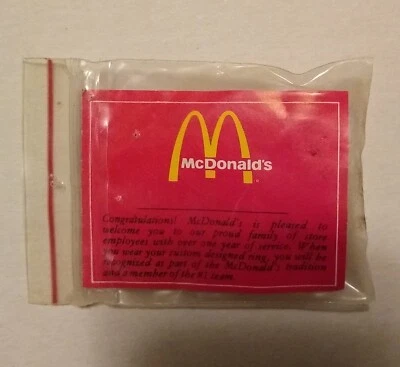 McDonald's
Congratulations! McDonald's is pleased to
welcome you to our proud family of store
employees with over one year of service. When
you wear your custom designed ring, you will be
recognized as part of the McDonald's tradition
and a member of the #1 team.